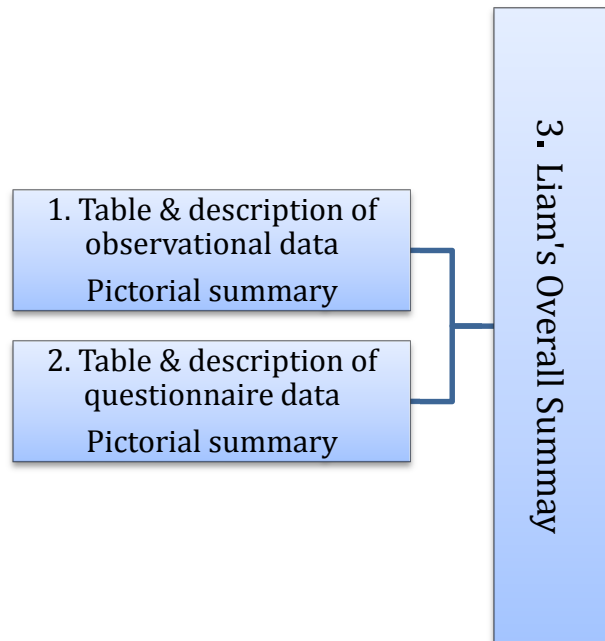 1. Table & description of
observational data
Pictorial summary
2. Table & description of
questionnaire data
Pictorial summary
3. Liam's Overall Summay